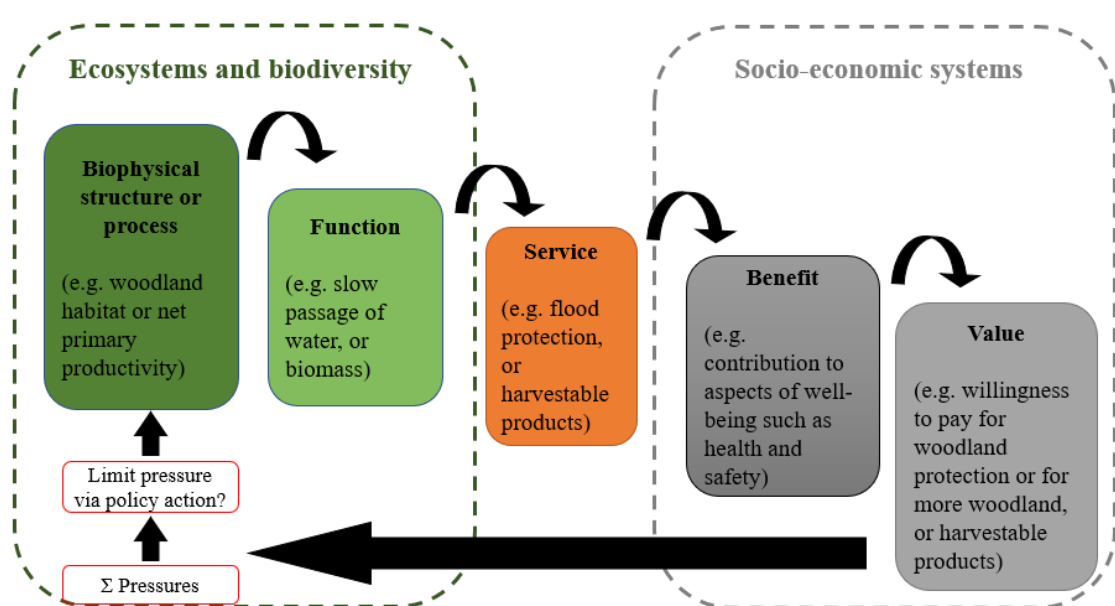 Ecosystems and biodiversity
Socio-economic systems
Biophysical
structure or
process
(e.g. woodland
habitat or net
primary
productivity)
Function
(e.g. slow
passage of
water, or
biomass)
Service
(e.g. flood
protection,
or
harvestable
products)
Benefit
(e.g.
contribution to
aspects of well-
being such as
health and
safety)
Value
(e.g. willingness
to pay for
woodland
protection or for
more woodland,
or harvestable
products)
Limit pressure
via policy action?
Σ Pressures